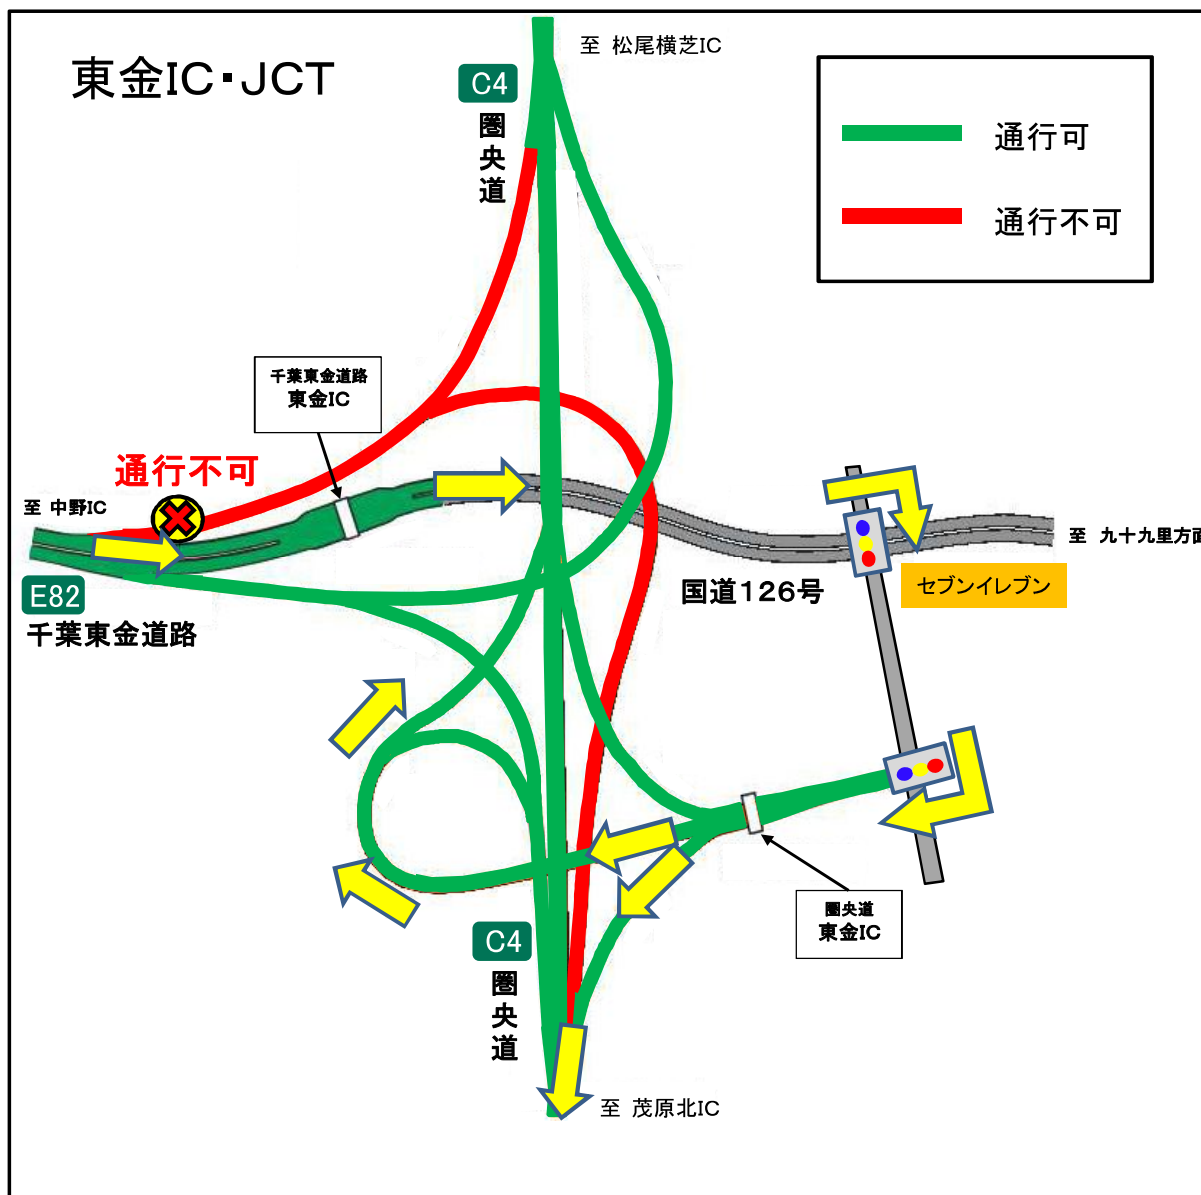 東金IC・JCT
至 松尾横芝IC
C4
圏央道
通行可
通行不可
千葉東金道路
東金IC
通行不可
至 中野IC
至 九十九里方面
E82
千葉東金道路
国道126号
セブンイレブン
圏央道
東金IC
C4
圏央道
至 茂原北IC